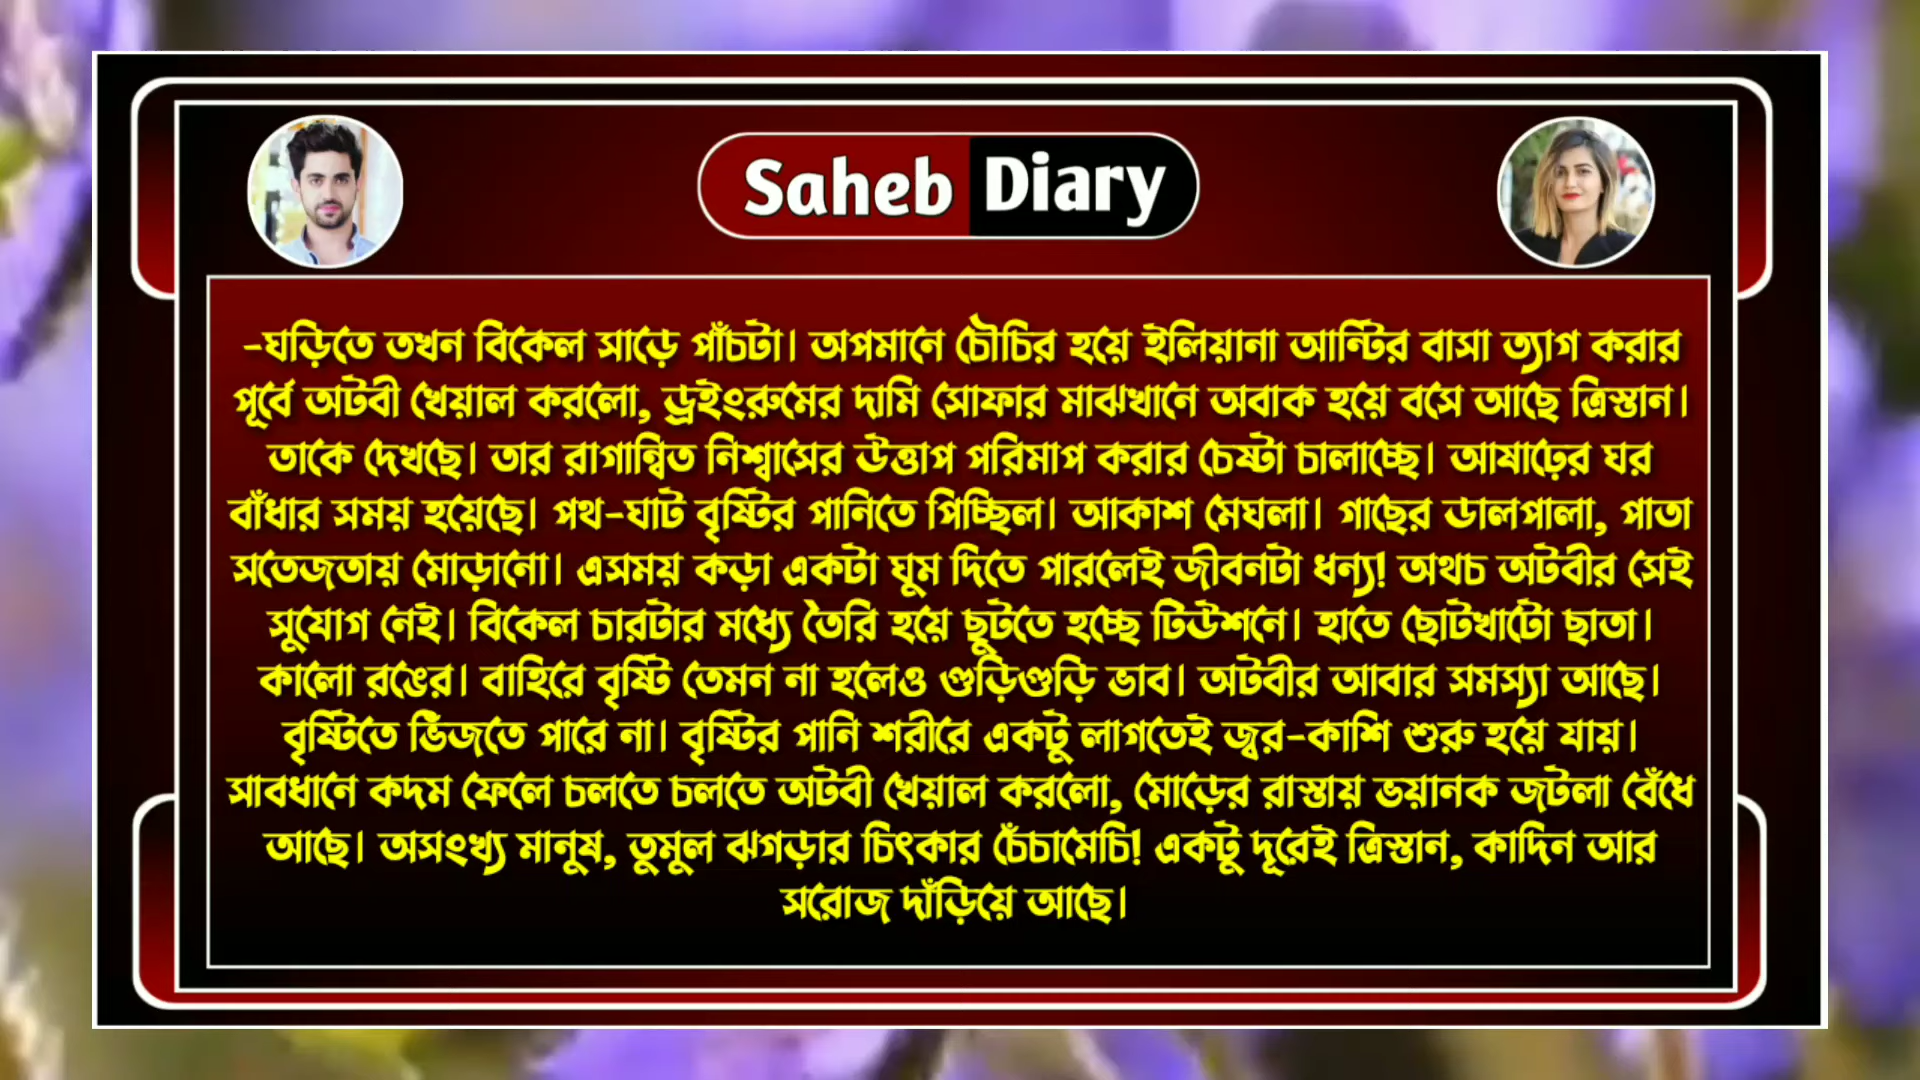 Saheb Diary
-ঘড়িতে তখন বিকেল সাড়ে পাঁচটা। অপমানে চৌচির হয়ে ইলিয়ানা আন্টির বাসা ত্যাগ করার
পূর্বে অটবী খেয়াল করলো, ড্রইংরুমের দামি সোফার মাঝখানে অবাক হয়ে বসে আছে ত্রিস্তান।
তাকে দেখছে। তার রাগান্বিত নিশ্বাসের উত্তাপ পরিমাপ করার চেষ্টা চালাচ্ছে। আষাঢ়ের ঘর
বাঁধার সময় হয়েছে। পথ-ঘাট বৃষ্টির পানিতে পিচ্ছিল। আকাশ মেঘলা। গাছের ডালপালা, পাতা
সতেজতায় মোড়ানো। এসময় কড়া একটা ঘুম দিতে পারলেই জীবনটা ধন্য! অথচ অটবীর সেই
সুযোগ নেই। বিকেল চারটার মধ্যে তৈরি হয়ে ছুটতে হচ্ছে টিউশনে। হাতে ছোটখাটো ছাতা।
কালো রঙের। বাহিরে বৃষ্টি তেমন না হলেও গুড়িগুড়ি ভাব। অটবীর আবার সমস্যা আছে।
বৃষ্টিতে ভিজতে পারে না। বৃষ্টির পানি শরীরে একটু লাগতেই জ্বর-কাশি শুরু হয়ে যায়।
সাবধানে কদম ফেলে চলতে চলতে অটবী খেয়াল করলো, মোড়ের রাস্তায় ভয়ানক জটলা বেঁধে
আছে। অসংখ্য মানুষ, তুমুল ঝগড়ার চিৎকার চেঁচামেচি! একটু দূরেই ত্রিস্তান, কাদিন আর
সরোজ দাঁড়িয়ে আছে।